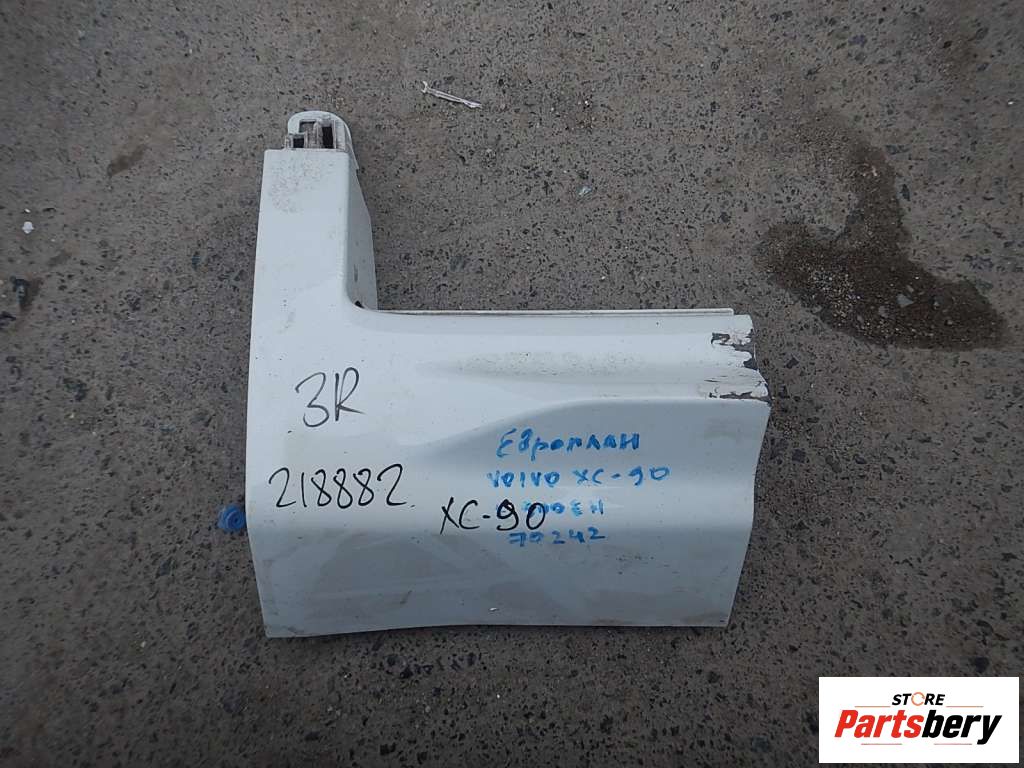 3R
218882
XC-90
Европлан
VOLVO XC-90
70242
STORE
Partsbery